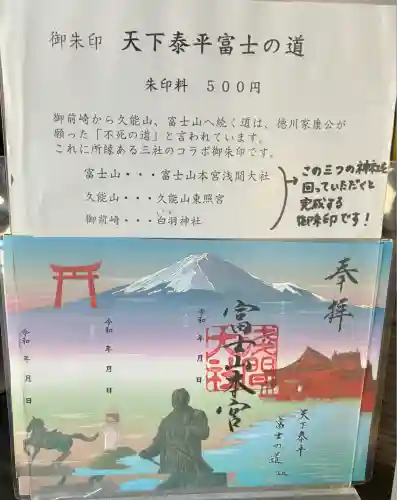 御朱印 天下泰平富士の道
朱印料 500円
御前崎から久能山、富士山へ続く道は、徳川家康公が
願った「不死の道」と言われています。
これに所縁ある三社のコラボ御朱印です。
富士山・・・富士山本宮浅間大社
久能山・・・久能山東照宮
御前崎・・・白羽神社
この三つの神社を
回っていただくと
完成する
御朱印です!
奉拝
富士山本宮
浅間大社
令和 年 月 日
令和 年 月 日
令和 年 月 日
天下泰平
富士の道